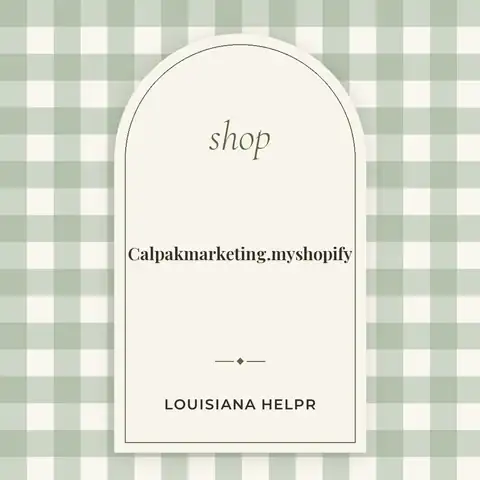 shop
Calpakmarketing.myshopify
LOUISIANA HELPR